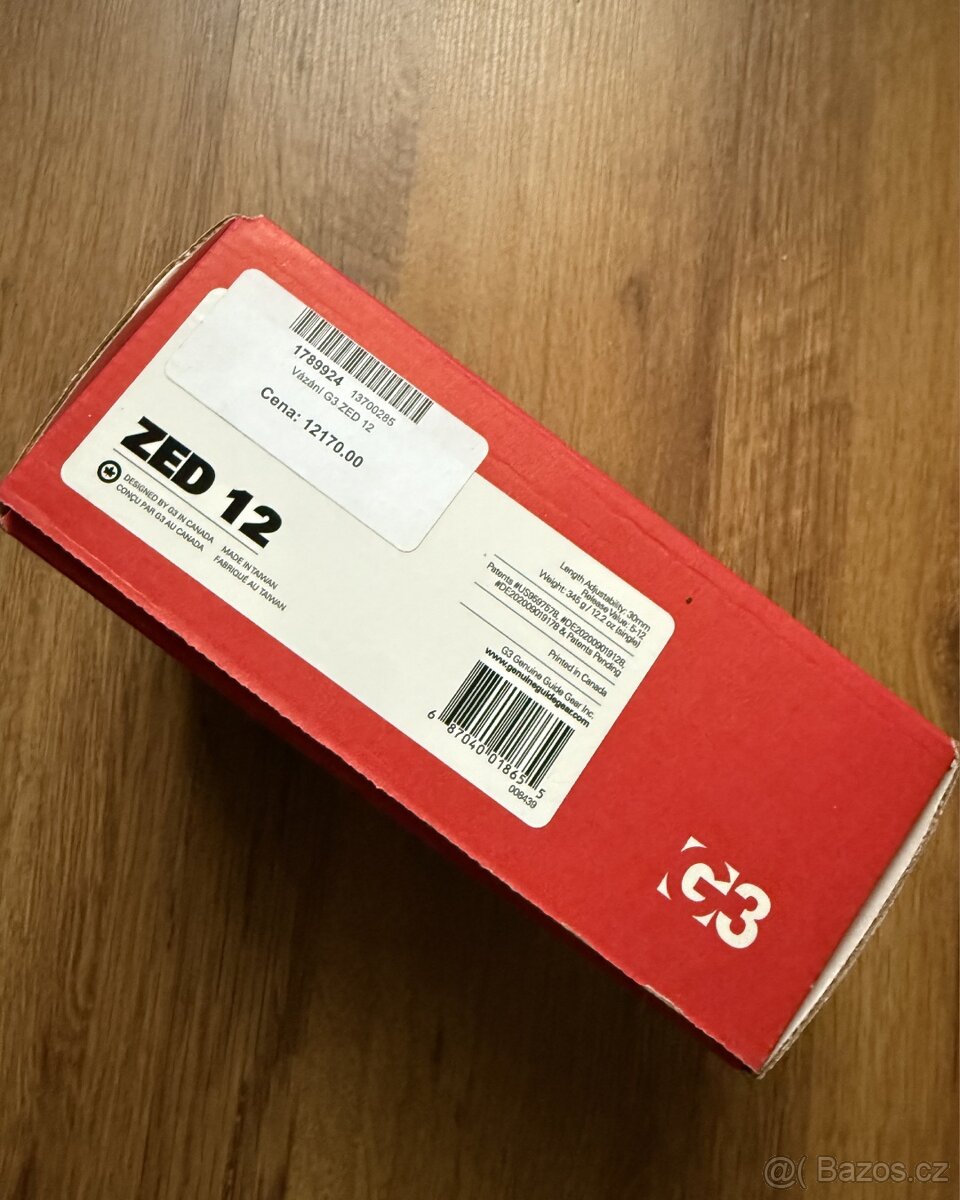 1789924 13700285
Vázání G3 ZED 12
Cena: 12170.00
ZED 12
DESIGNED BY G3 IN CANADA MADE IN TAIWAN
CONÇU PAR G3 AU CANADA FABRIQUÉ AU TAIWAN
Length Adjustability: 30mm
Release Value: 5-12
Weight: 345 g / 12.2 oz (single)
Patents #US9597578, #DE202009019128,
#DE202009019178 & Patents Pending
Printed in Canada
G3 Genuine Guide Gear Inc.
www.genuineguidegear.com
6 87040 01865 5
008439
G3
@( Bazos.cz